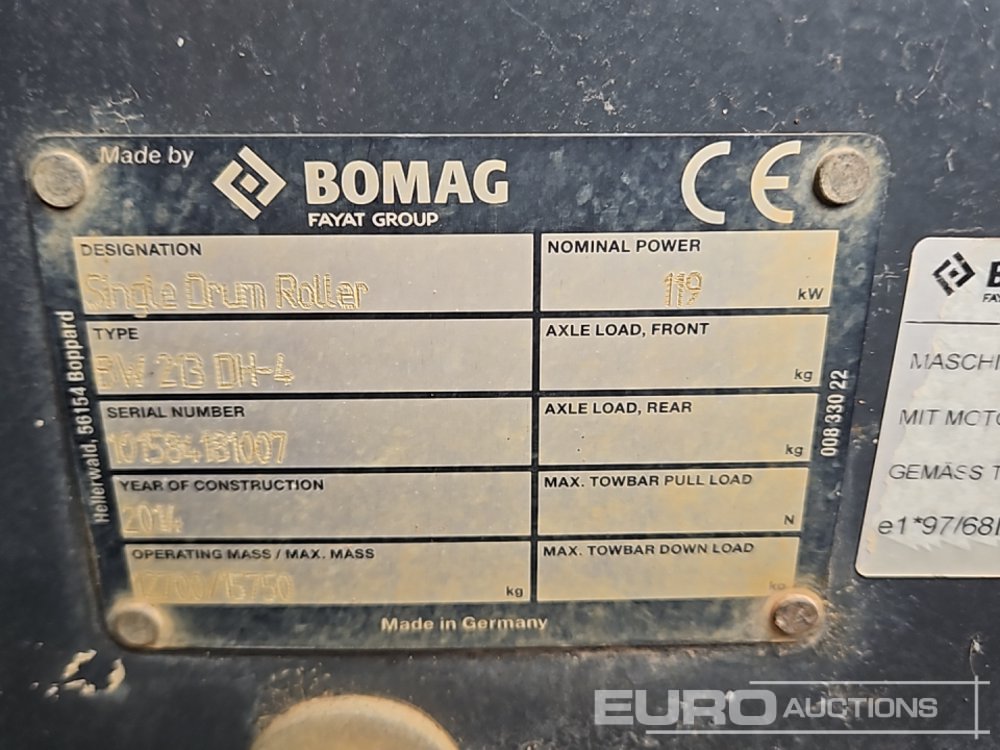 Made by
BOMAG
FAYAT GROUP
CE
DESIGNATION
Single Drum Roller
NOMINAL POWER
119 kW
TYPE
BW 213 DH-4
AXLE LOAD, FRONT
kg
SERIAL NUMBER
101584181007
AXLE LOAD, REAR
kg
YEAR OF CONSTRUCTION
2014
MAX. TOWBAR PULL LOAD
N
OPERATING MASS / MAX. MASS
/15750 kg
MAX. TOWBAR DOWN LOAD
kg
Made in Germany
Hellerwald, 56154 Boppard
008 330 22
MASCHI
MIT MOTO
GEMÄSS T
e1*97/68/
EURO AUCTIONS